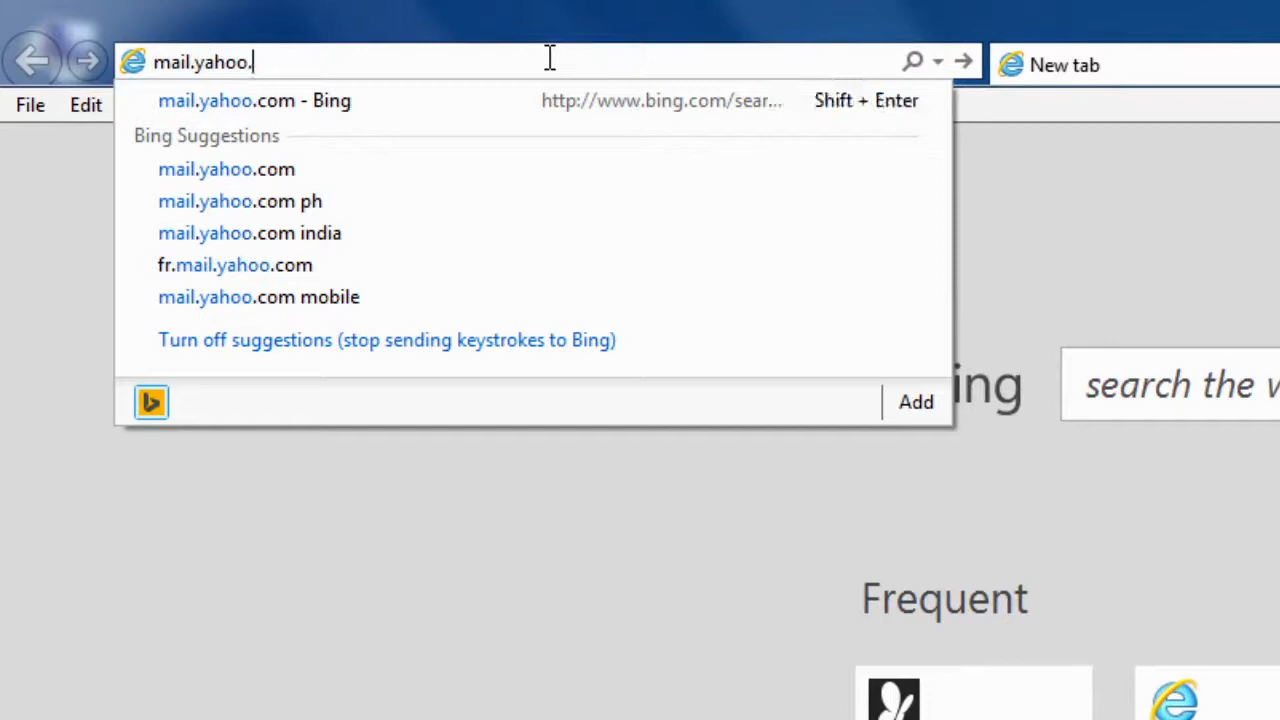 mail.yahoo.
New tab
File Edit
mail.yahoo.com - Bing http://www.bing.com/sear... Shift + Enter
Bing Suggestions
mail.yahoo.com
mail.yahoo.com ph
mail.yahoo.com india
fr.mail.yahoo.com
mail.yahoo.com mobile
Turn off suggestions (stop sending keystrokes to Bing)
Add
ing
search the w
Frequent